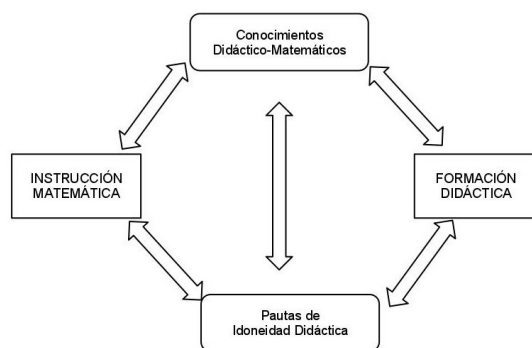 Conocimientos
Didáctico-Matemáticos
INSTRUCCIÓN
MATEMÁTICA
FORMACIÓN
DIDÁCTICA
Pautas de
Idoneidad Didáctica